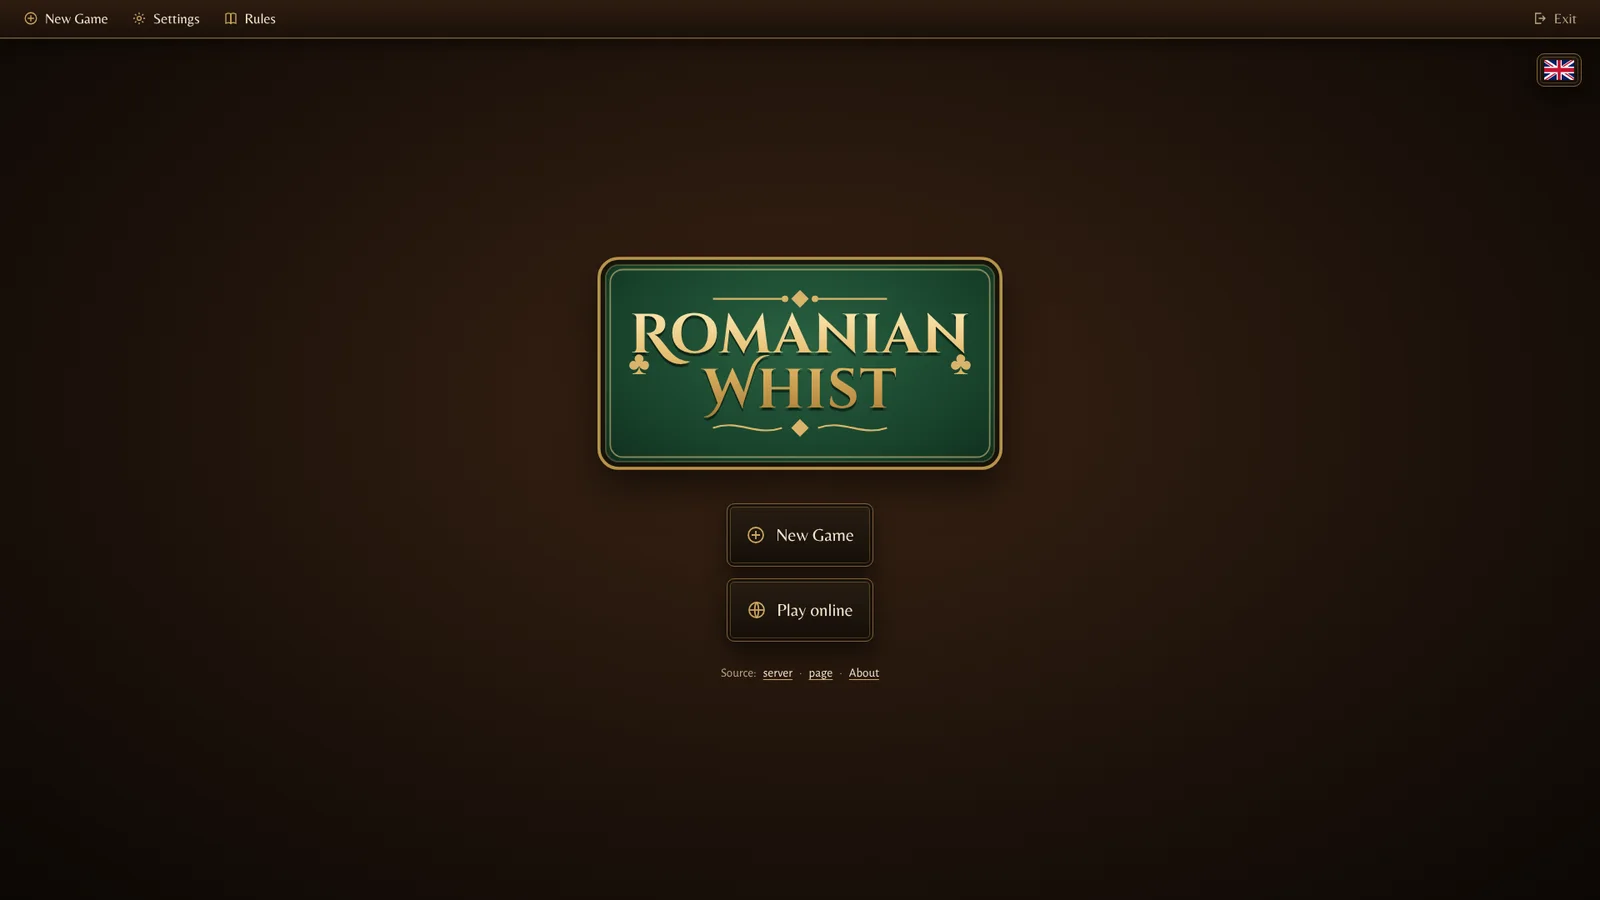 New Game Settings Rules Exit
ROMANIAN
WHIST
New Game
Play online
Source: server · page · About